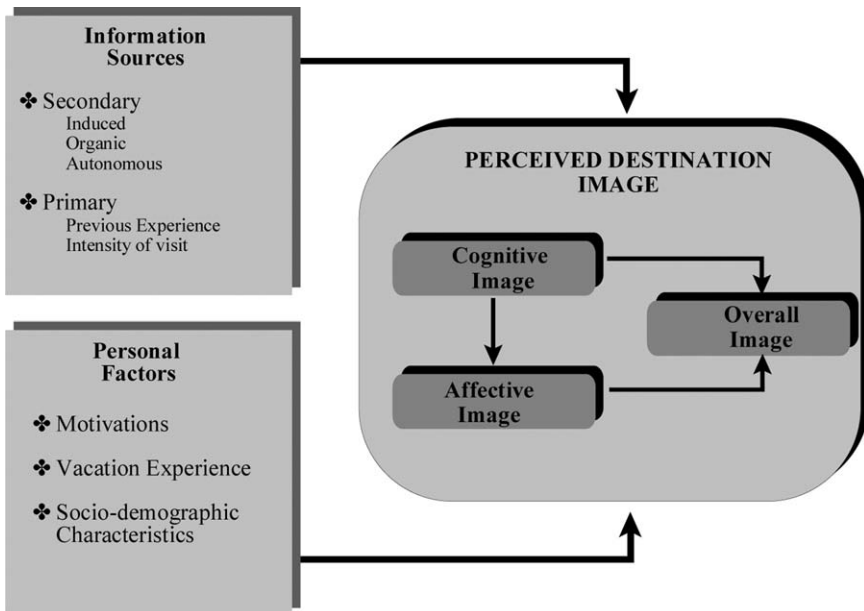 Information
Sources
✤ Secondary
Induced
Organic
Autonomous
✤ Primary
Previous Experience
Intensity of visit
Personal
Factors
✤ Motivations
✤ Vacation Experience
✤ Socio-demographic
Characteristics
PERCEIVED DESTINATION
IMAGE
Cognitive
Image
Affective
Image
Overall
Image